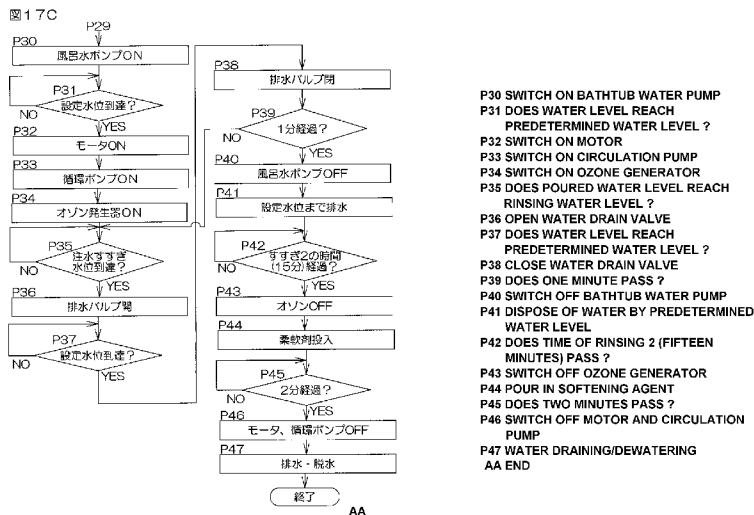 図17C
P29
P30
風呂水ポンプON
P31
設定水位到達？
NO
YES
P32
モータON
P33
循環ポンプON
P34
オゾン発生器ON
P35
注水すすぎ
水位到達？
NO
YES
P36
排水バルブ開
P37
設定水位到達？
NO
YES
P38
排水バルブ閉
P39
1分経過？
NO
YES
P40
風呂水ポンプOFF
P41
設定水位まで排水
P42
すすぎ2の時間
(15分)経過？
NO
YES
P43
オゾンOFF
P44
柔軟剤投入
P45
2分経過？
NO
YES
P46
モータ、循環ポンプOFF
P47
排水・脱水
終了
AA
P30 SWITCH ON BATHTUB WATER PUMP
P31 DOES WATER LEVEL REACH
PREDETERMINED WATER LEVEL ?
P32 SWITCH ON MOTOR
P33 SWITCH ON CIRCULATION PUMP
P34 SWITCH ON OZONE GENERATOR
P35 DOES POURED WATER LEVEL REACH
RINSING WATER LEVEL ?
P36 OPEN WATER DRAIN VALVE
P37 DOES WATER LEVEL REACH
PREDETERMINED WATER LEVEL ?
P38 CLOSE WATER DRAIN VALVE
P39 DOES ONE MINUTE PASS ?
P40 SWITCH OFF BATHTUB WATER PUMP
P41 DISPOSE OF WATER BY PREDETERMINED
WATER LEVEL
P42 DOES TIME OF RINSING 2 (FIFTEEN
MINUTES) PASS ?
P43 SWITCH OFF OZONE GENERATOR
P44 POUR IN SOFTENING AGENT
P45 DOES TWO MINUTES PASS ?
P46 SWITCH OFF MOTOR AND CIRCULATION
PUMP
P47 WATER DRAINING/DEWATERING
AA END